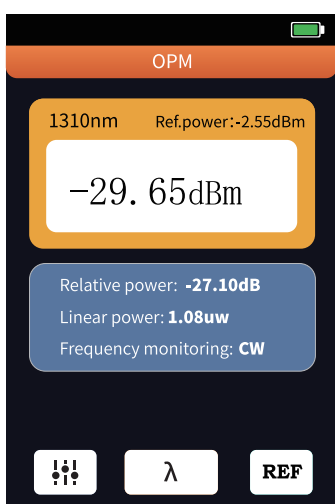 OPM
1310nm Ref.power:-2.55dBm
-29.65dBm
Relative power: -27.10dB
Linear power: 1.08uw
Frequency monitoring: CW
λ REF